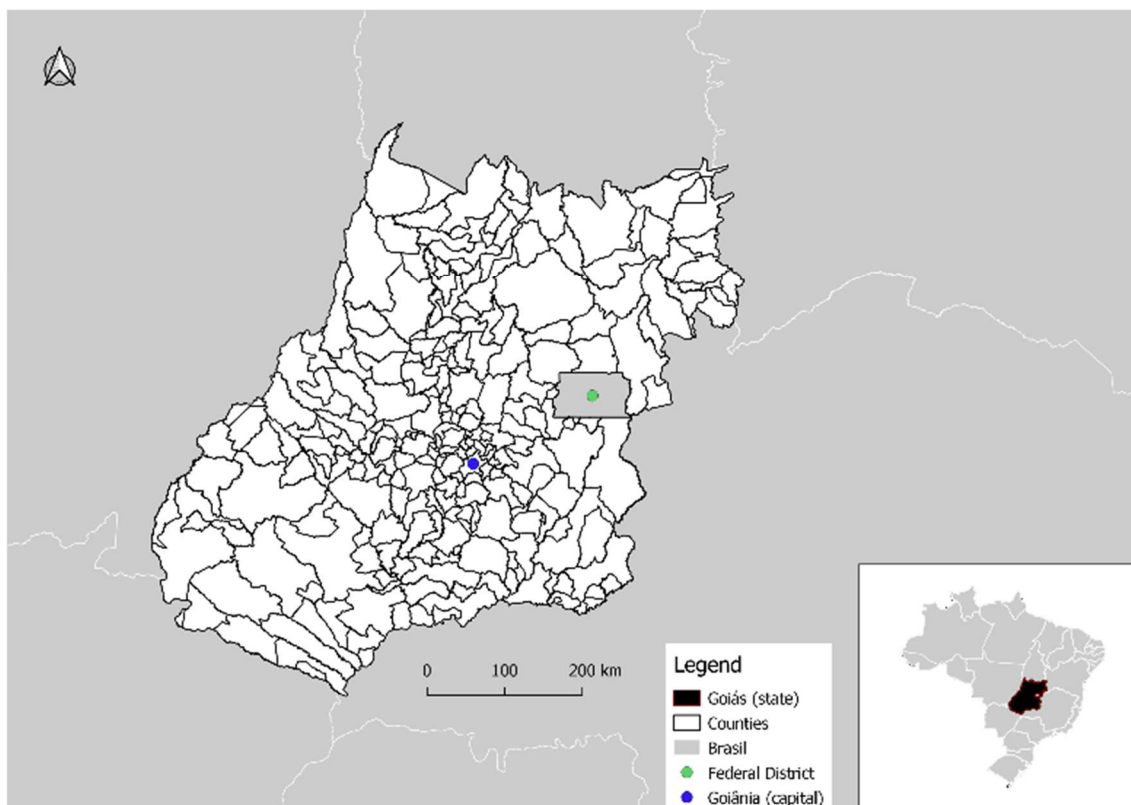 0 100 200 km
Legend
Goiás (state)
Counties
Brasil
Federal District
Goiânia (capital)